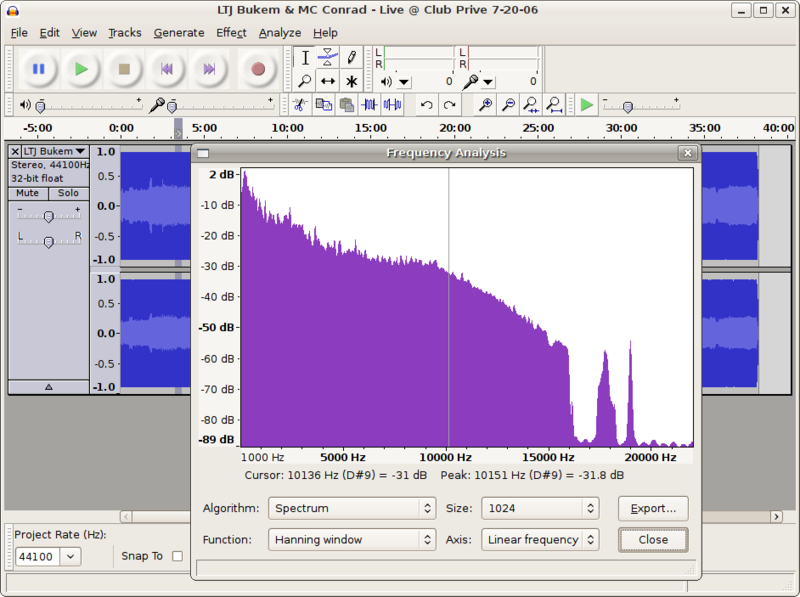 LTJ Bukem & MC Conrad - Live @ Club Prive 7-20-06
File Edit View Tracks Generate Effect Analyze Help
L
R
L
R
0
0
- +
- +
- +
-5:00 0:00 5:00 10:00 15:00 20:00 25:00 30:00 35:00 40:00
LTJ Bukem
Stereo, 44100Hz
32-bit float
Mute Solo
- +
L R
1.0
0.5
0.0
-0.5
-1.0
1.0
0.5
0.0
-0.5
-1.0
Frequency Analysis
2 dB
-10 dB
-20 dB
-30 dB
-40 dB
-50 dB
-60 dB
-70 dB
-80 dB
-89 dB
1000 Hz 5000 Hz 10000 Hz 15000 Hz 20000 Hz
Cursor: 10136 Hz (D#9) = -31 dB Peak: 10151 Hz (D#9) = -31.8 dB
Algorithm: Spectrum Size: 1024 Export...
Function: Hanning window Axis: Linear frequency Close
Project Rate (Hz):
44100 Snap To